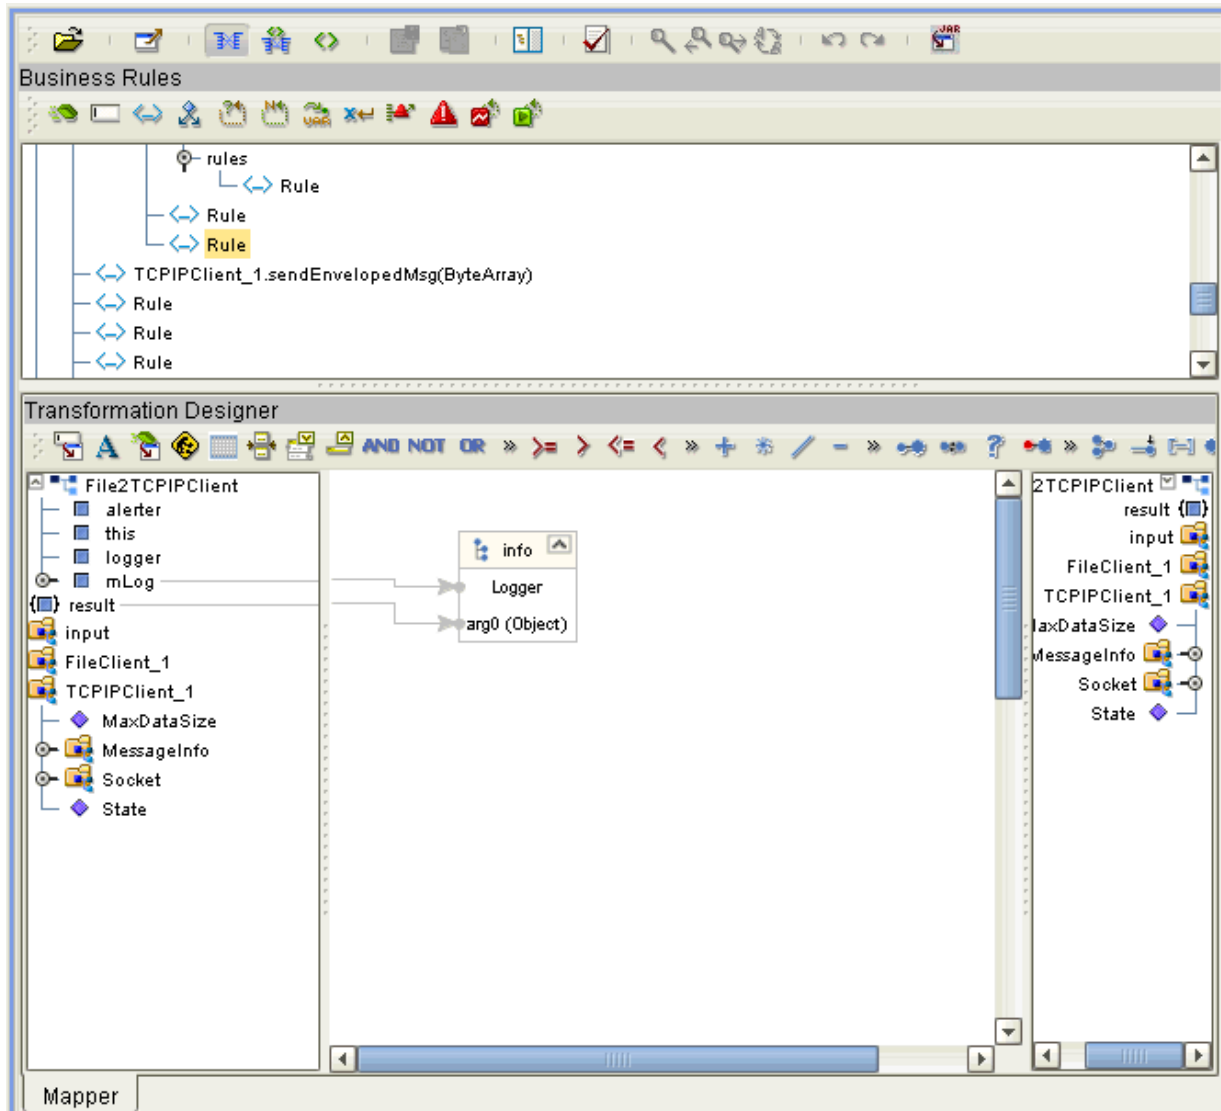 JAR
Business Rules
JAR
rules
Rule
Rule
Rule
TCPIPClient_1.sendEnvelopedMsg(ByteArray)
Rule
Rule
Rule
Transformation Designer
A AND NOT OR » >= > <= < » + * / - » ? »
File2TCPIPClient
alerter
this
logger
mLog
result
input
FileClient_1
TCPIPClient_1
MaxDataSize
MessageInfo
Socket
State
info
Logger
arg0 (Object)
2TCPIPClient
result
input
FileClient_1
TCPIPClient_1
laxDataSize
MessageInfo
Socket
State
Mapper